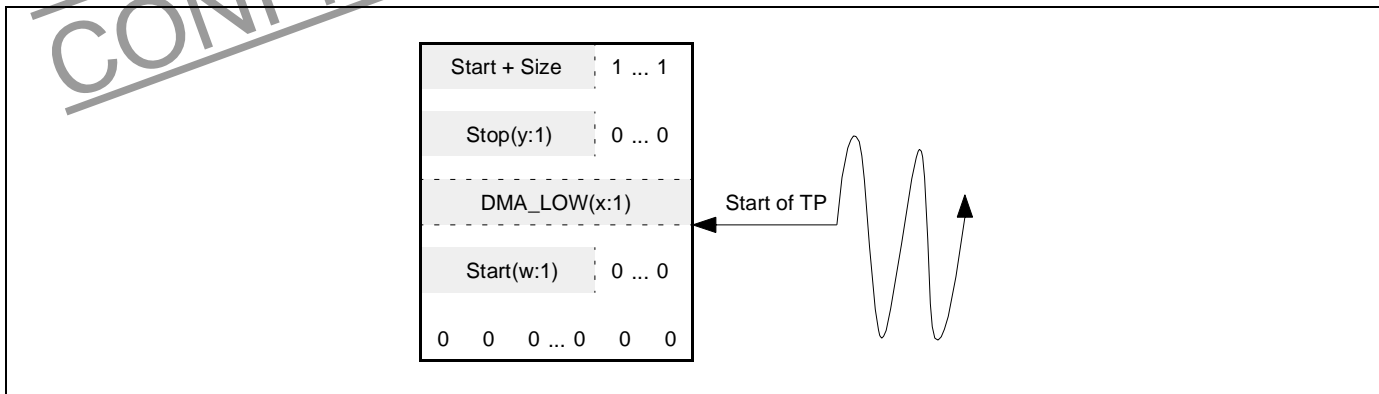 Start + Size 1 ... 1
Stop(y:1) 0 ... 0
DMA_LOW(x:1)
Start of TP
Start(w:1) 0 ... 0
0 0 0 ... 0 0 0